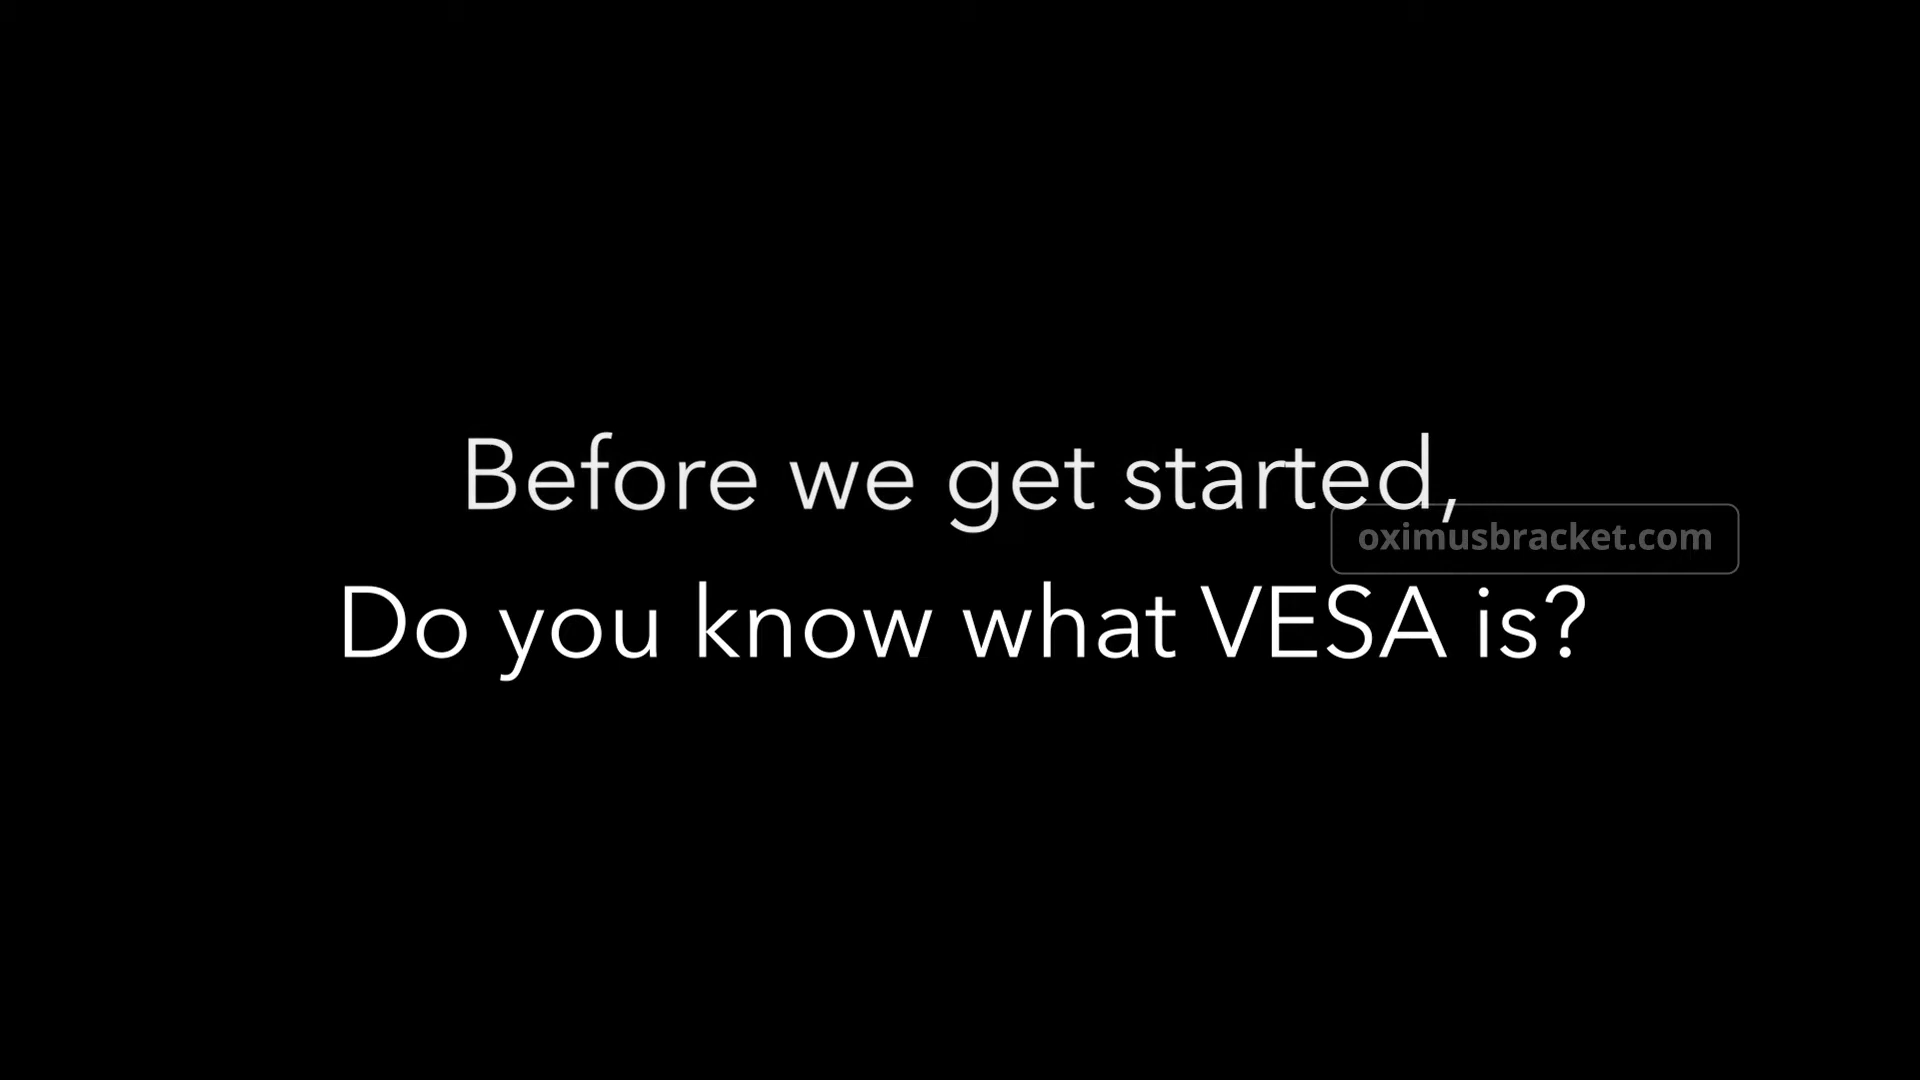 Before we get started,
oximusbracket.com
Do you know what VESA is?